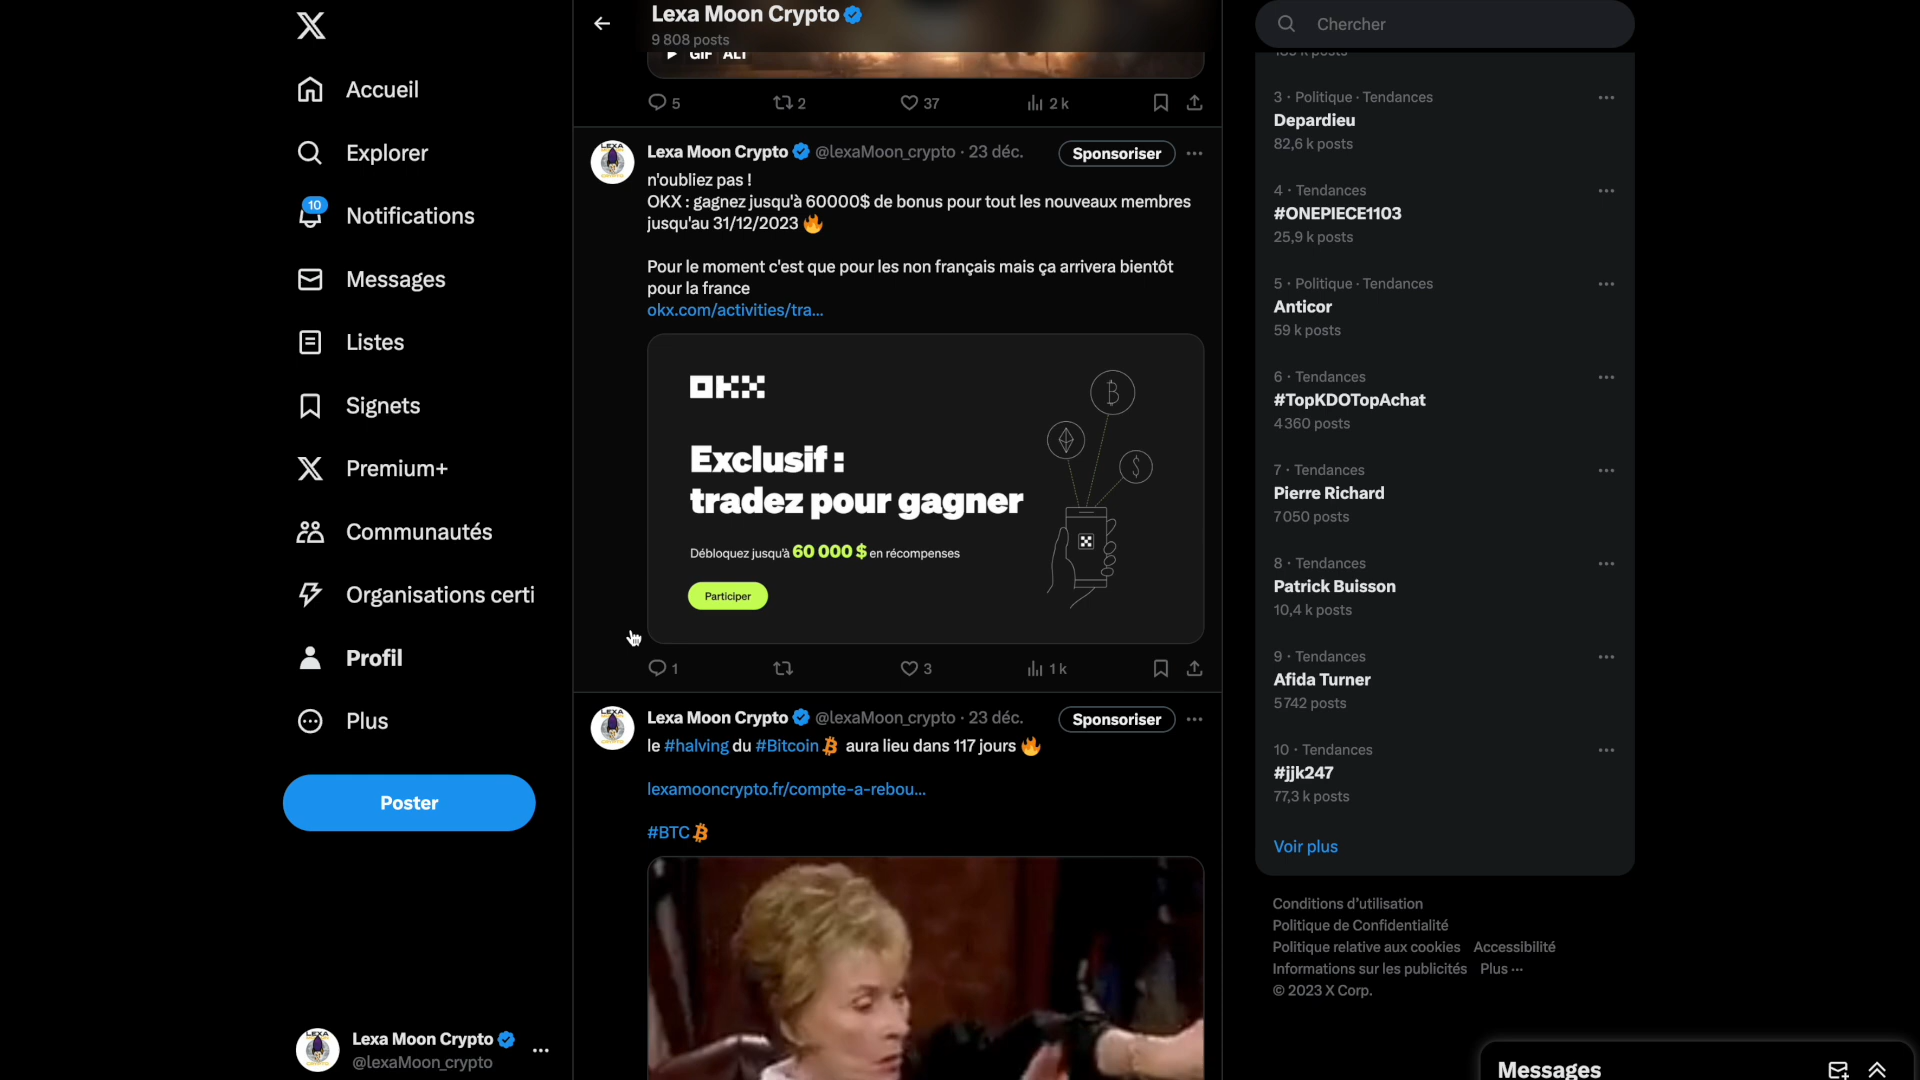 Accueil
Explorer
10
Notifications
Messages
Listes
Signets
Premium+
Communautés
Organisations certi
Profil
Plus
Poster
Lexa Moon Crypto
@lexaMoon_crypto
Lexa Moon Crypto
9 808 posts
GIF ALT
5 2 37 2 k
LEXA
Lexa Moon Crypto @lexaMoon_crypto · 23 déc. Sponsoriser
n'oubliez pas !
OKX : gagnez jusqu'à 60000$ de bonus pour tout les nouveaux membres
jusqu'au 31/12/2023 🔥
Pour le moment c'est que pour les non français mais ça arrivera bientôt
pour la france
okx.com/activities/tra...
OKX
Exclusif :
tradez pour gagner
Débloquez jusqu'à 60 000 $ en récompenses
Participer
1 3 1 k
LEXA
Lexa Moon Crypto @lexaMoon_crypto · 23 déc. Sponsoriser
le #halving du #Bitcoin aura lieu dans 117 jours 🔥
lexamooncrypto.fr/compte-a-rebou...
#BTC
Chercher
3 · Politique · Tendances
Depardieu
82,6 k posts
4 · Tendances
#ONEPIECE1103
25,9 k posts
5 · Politique · Tendances
Anticor
59 k posts
6 · Tendances
#TopKDOTopAchat
4 360 posts
7 · Tendances
Pierre Richard
7 050 posts
8 · Tendances
Patrick Buisson
10,4 k posts
9 · Tendances
Afida Turner
5 742 posts
10 · Tendances
#jjk247
77,3 k posts
Voir plus
Conditions d'utilisation
Politique de Confidentialité
Politique relative aux cookies Accessibilité
Informations sur les publicités Plus ···
© 2023 X Corp.
Messages